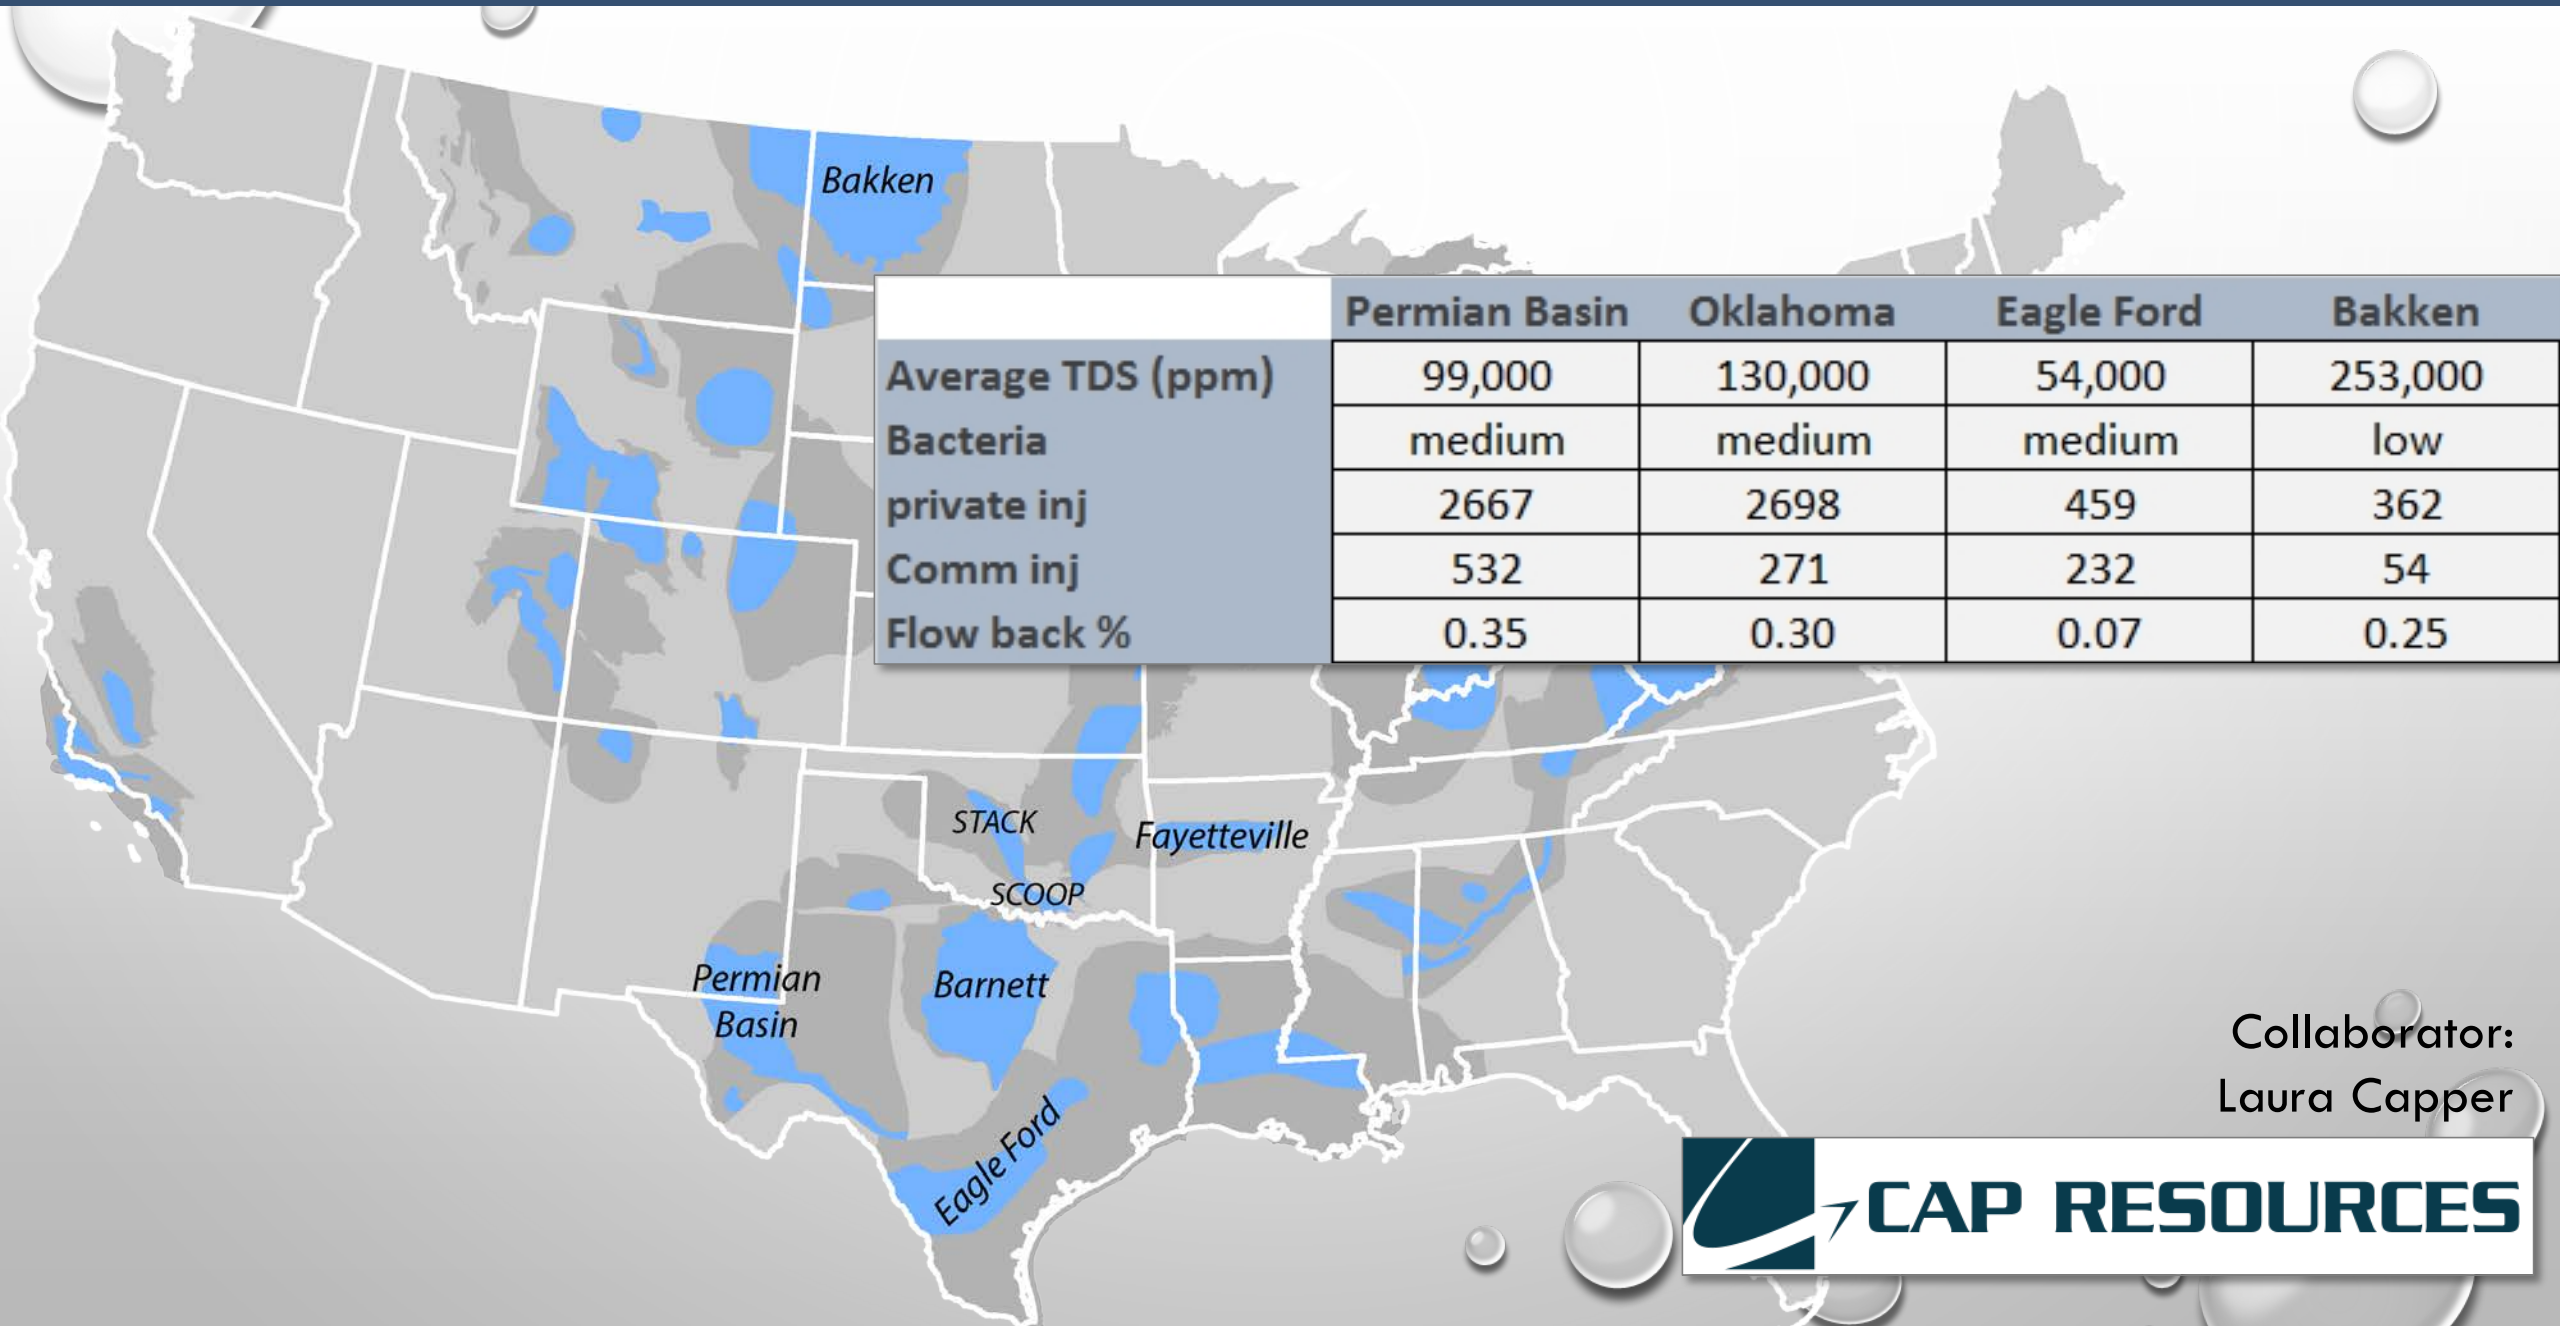 Bakken
Permian Basin Oklahoma Eagle Ford Bakken
Average TDS (ppm) 99,000 130,000 54,000 253,000
Bacteria medium medium medium low
private inj 2667 2698 459 362
Comm inj 532 271 232 54
Flow back % 0.35 0.30 0.07 0.25
STACK
Fayetteville
SCOOP
Permian
Basin
Barnett
Eagle Ford
Collaborator:
Laura Capper
CAP RESOURCES